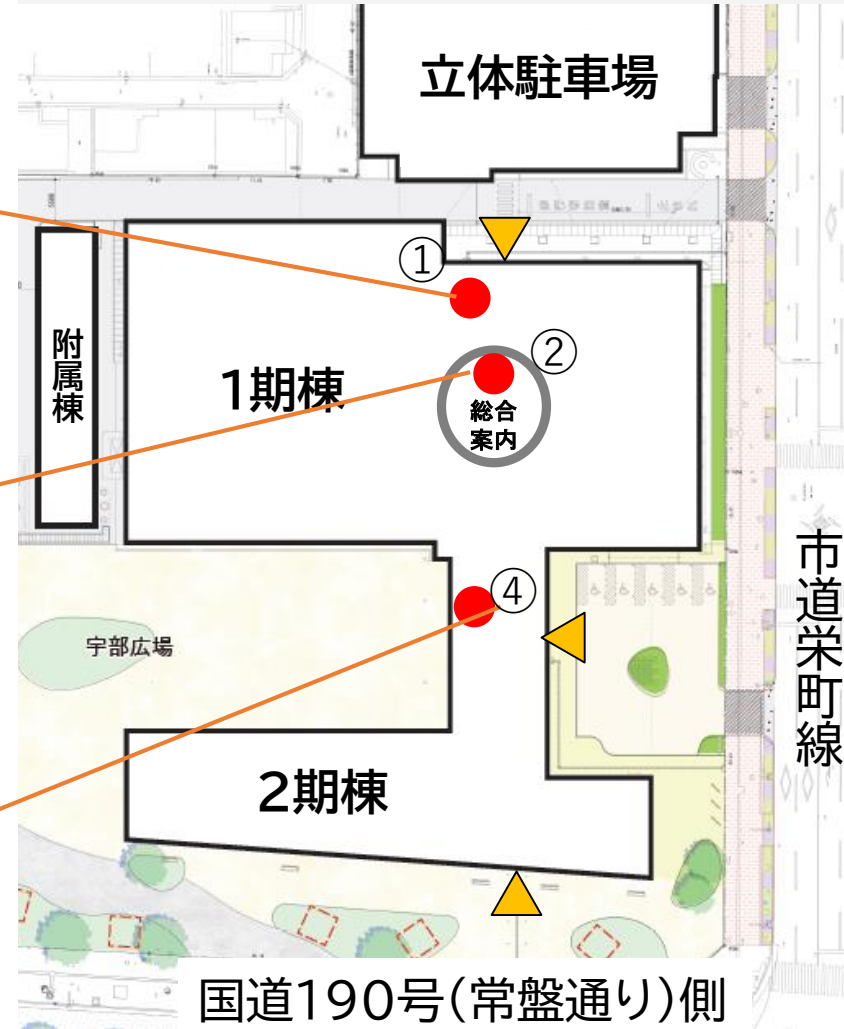 立体駐車場
①
②
附属棟
1期棟
総合
案内
④
市道栄町線
宇部広場
2期棟
国道190号(常盤通り)側